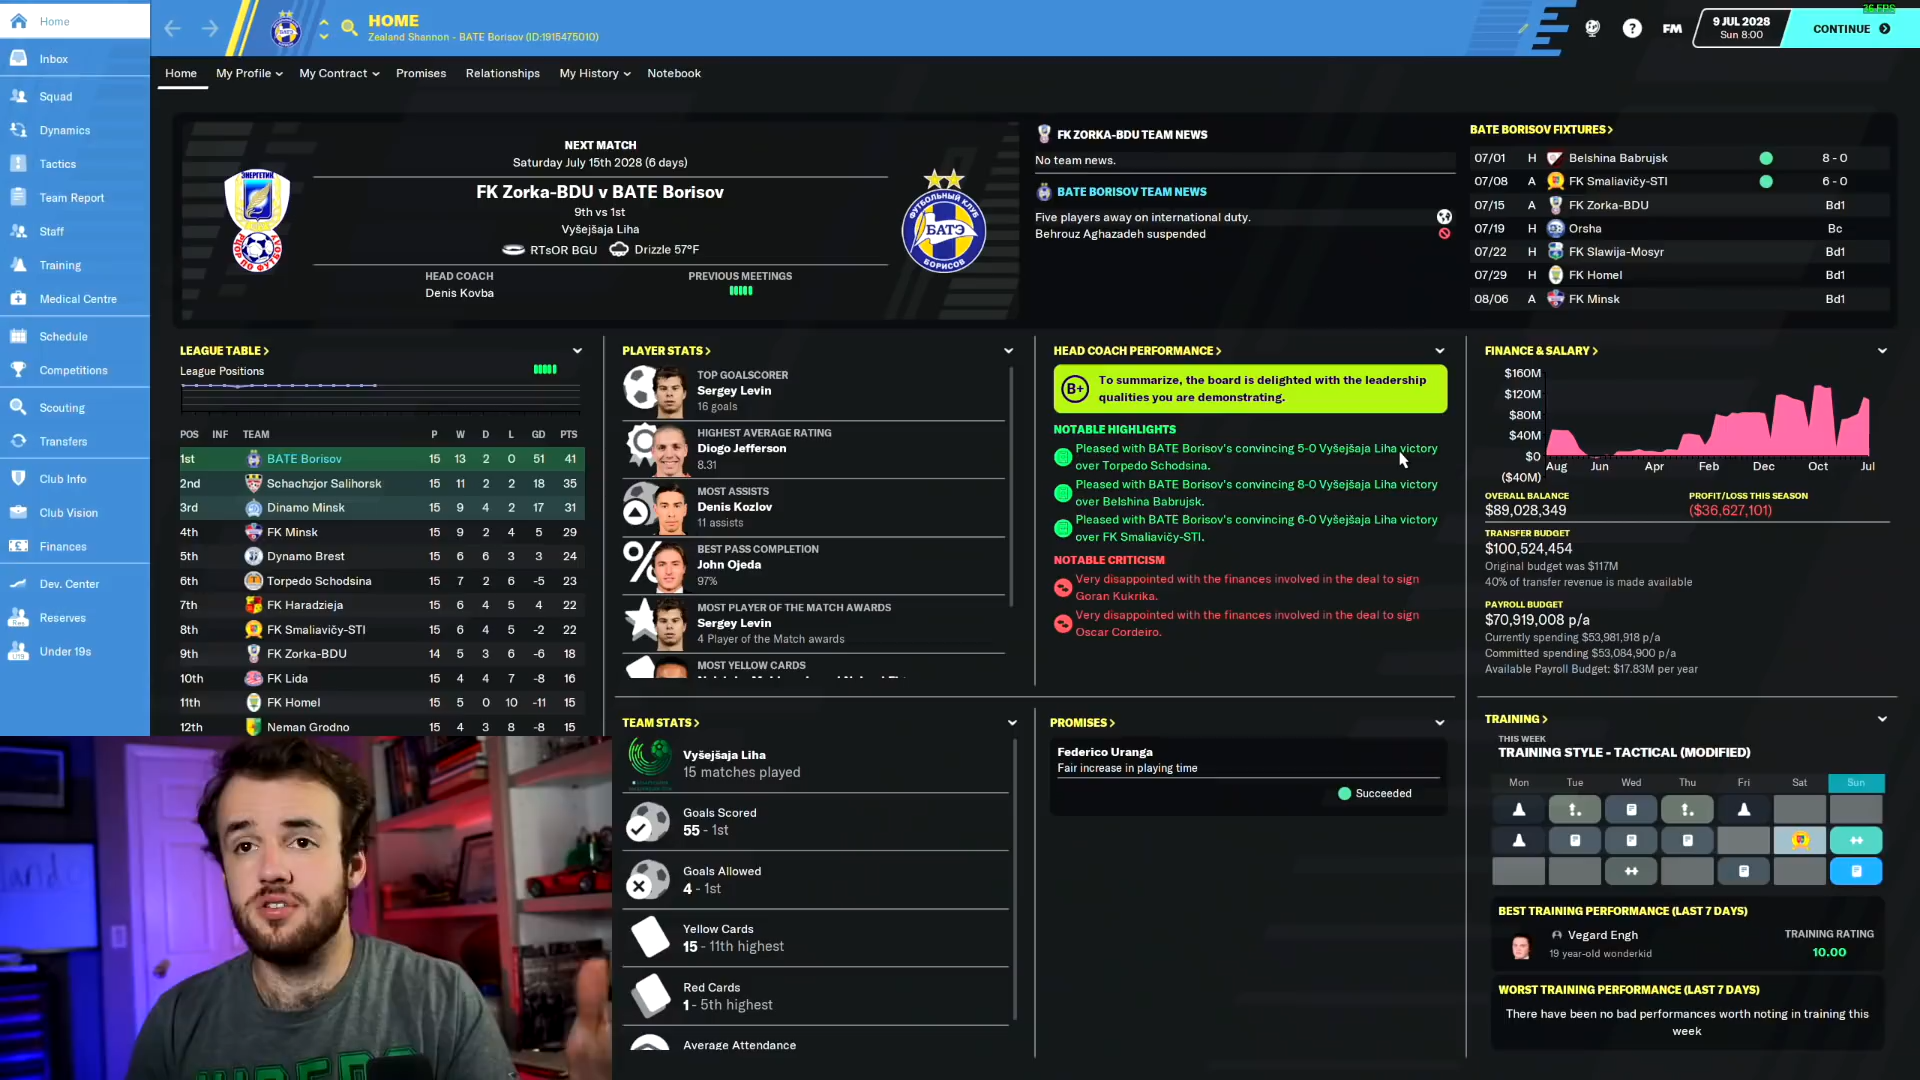 Home
Inbox
Squad
Dynamics
Tactics
Team Report
Staff
Training
Medical Centre
Schedule
Competitions
Scouting
Transfers
Club Info
Club Vision
Finances
Dev. Center
Reserves
Under 19s
HOME
Zealand Shannon - BATE Borisov (ID:1915475010)
36 FPS
FM
9 JUL 2028
Sun 8:00
CONTINUE
Home
My Profile
My Contract
Promises
Relationships
My History
Notebook
NEXT MATCH
Saturday July 15th 2028 (6 days)
FK Zorka-BDU v BATE Borisov
9th vs 1st
Vyšejšaja Liha
RTsOR BGU
Drizzle 57°F
HEAD COACH
Denis Kovba
PREVIOUS MEETINGS
ЭНЕРГЕТИК
БАТЭ
FK ZORKA-BDU TEAM NEWS
No team news.
BATE BORISOV TEAM NEWS
Five players away on international duty.
Behrouz Aghazadeh suspended
BATE BORISOV FIXTURES >
07/01 H Belshina Babrujsk 8 - 0
07/08 A FK Smaliavičy-STI 6 - 0
07/15 A FK Zorka-BDU Bd1
07/19 H Orsha Bc
07/22 H FK Slawija-Mosyr Bd1
07/29 H FK Homel Bd1
08/06 A FK Minsk Bd1
LEAGUE TABLE >
League Positions
POS INF TEAM P W D L GD PTS
1st BATE Borisov 15 13 2 0 51 41
2nd Schachzjor Salihorsk 15 11 2 2 18 35
3rd Dinamo Minsk 15 9 4 2 17 31
4th FK Minsk 15 9 2 4 5 29
5th Dynamo Brest 15 6 6 3 3 24
6th Torpedo Schodsina 15 7 2 6 -5 23
7th FK Haradzieja 15 6 4 5 4 22
8th FK Smaliavičy-STI 15 6 4 5 -2 22
9th FK Zorka-BDU 14 5 3 6 -6 18
10th FK Lida 15 4 4 7 -8 16
11th FK Homel 15 5 0 10 -11 15
12th Neman Grodno 15 4 3 8 -8 15
PLAYER STATS >
TOP GOALSCORER
Sergey Levin
16 goals
HIGHEST AVERAGE RATING
Diogo Jefferson
8.31
MOST ASSISTS
Denis Kozlov
11 assists
BEST PASS COMPLETION
John Ojeda
97%
MOST PLAYER OF THE MATCH AWARDS
Sergey Levin
4 Player of the Match awards
MOST YELLOW CARDS
HEAD COACH PERFORMANCE >
B+
To summarize, the board is delighted with the leadership
qualities you are demonstrating.
NOTABLE HIGHLIGHTS
Pleased with BATE Borisov's convincing 5-0 Vyšejšaja Liha victory
over Torpedo Schodsina.
Pleased with BATE Borisov's convincing 8-0 Vyšejšaja Liha victory
over Belshina Babrujsk.
Pleased with BATE Borisov's convincing 6-0 Vyšejšaja Liha victory
over FK Smaliavičy-STI.
NOTABLE CRITICISM
Very disappointed with the finances involved in the deal to sign
Goran Kukrika.
Very disappointed with the finances involved in the deal to sign
Oscar Cordeiro.
FINANCE & SALARY >
$160M
$120M
$80M
$40M
$0
($40M)
Aug Jun Apr Feb Dec Oct Jul
OVERALL BALANCE
$89,028,349
PROFIT/LOSS THIS SEASON
($36,627,101)
TRANSFER BUDGET
$100,524,454
Original budget was $117M
40% of transfer revenue is made available
PAYROLL BUDGET
$70,919,008 p/a
Currently spending $53,981,918 p/a
Committed spending $53,084,900 p/a
Available Payroll Budget: $17.83M per year
TEAM STATS >
Vyšejšaja Liha
15 matches played
Goals Scored
55 - 1st
Goals Allowed
4 - 1st
Yellow Cards
15 - 11th highest
Red Cards
1 - 5th highest
Average Attendance
PROMISES >
Federico Uranga
Fair increase in playing time
Succeeded
TRAINING >
THIS WEEK
TRAINING STYLE - TACTICAL (MODIFIED)
Mon Tue Wed Thu Fri Sat Sun
BEST TRAINING PERFORMANCE (LAST 7 DAYS)
Vegard Engh
19 year-old wonderkid
TRAINING RATING
10.00
WORST TRAINING PERFORMANCE (LAST 7 DAYS)
There have been no bad performances worth noting in training this
week